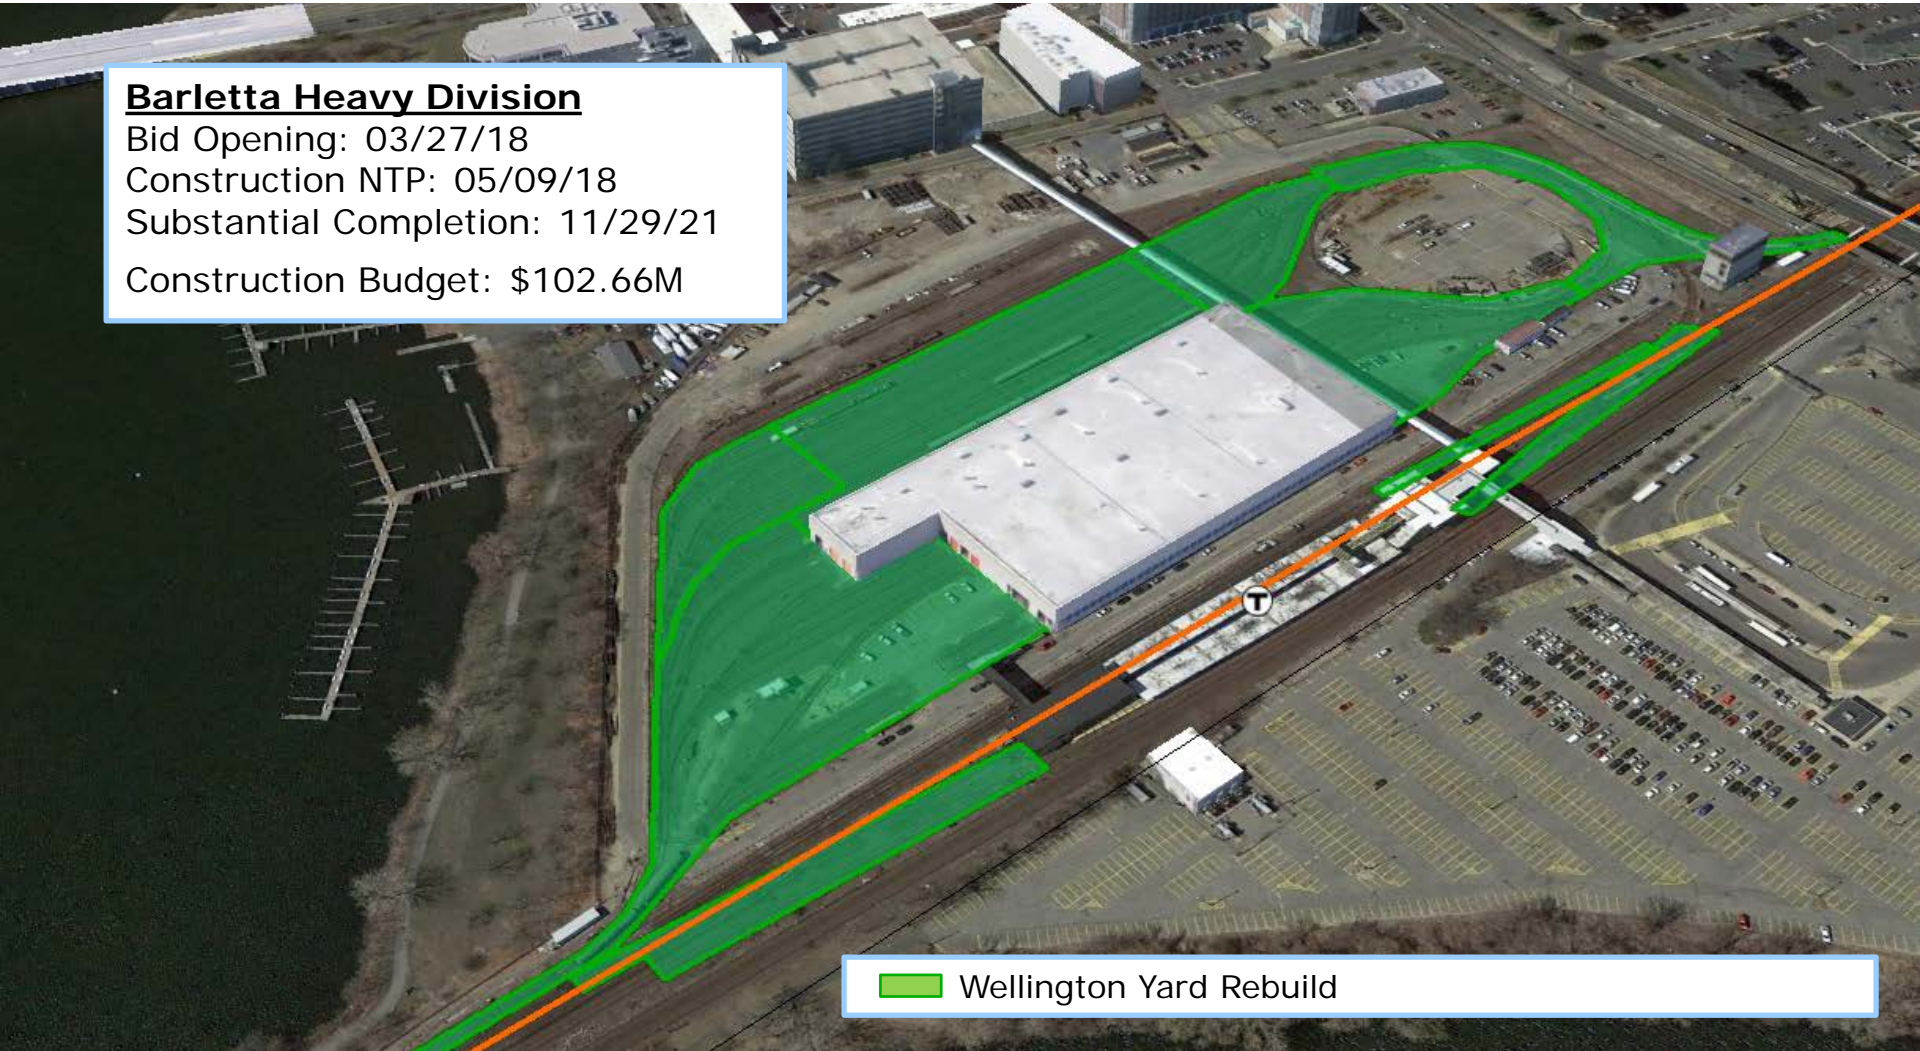 Barletta Heavy Division
Bid Opening: 03/27/18
Construction NTP: 05/09/18
Substantial Completion: 11/29/21
Construction Budget: $102.66M
T
Wellington Yard Rebuild